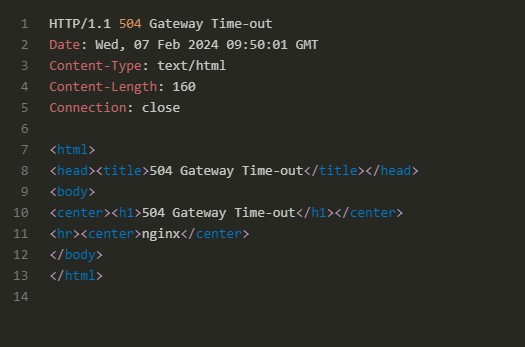 1 HTTP/1.1 504 Gateway Time-out
2 Date: Wed, 07 Feb 2024 09:50:01 GMT
3 Content-Type: text/html
4 Content-Length: 160
5 Connection: close
6
7 <html>
8 <head><title>504 Gateway Time-out</title></head>
9 <body>
10 <center><h1>504 Gateway Time-out</h1></center>
11 <hr><center>nginx</center>
12 </body>
13 </html>
14